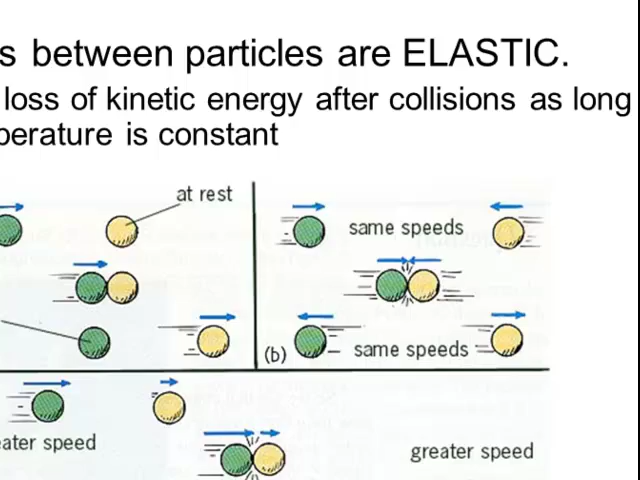 s between particles are ELASTIC.
loss of kinetic energy after collisions as long
perature is constant
at rest
same speeds
(b)
same speeds
eater speed
greater speed